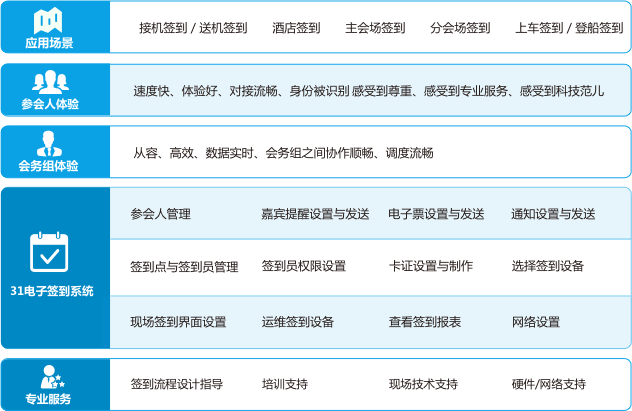 应用场景
接机签到 / 送机签到 酒店签到 主会场签到 分会场签到 上车签到 / 登船签到
参会人体验
速度快、体验好、对接流畅、身份被识别 感受到尊重、感受到专业服务、感受到科技范儿
会务组体验
从容、高效、数据实时、会务组之间协作顺畅、调度流畅
31电子签到系统
参会人管理 嘉宾提醒设置与发送 电子票设置与发送 通知设置与发送
签到点与签到员管理 签到员权限设置 卡证设置与制作 选择签到设备
现场签到界面设置 运维签到设备 查看签到报表 网络设置
专业服务
签到流程设计指导 培训支持 现场技术支持 硬件/网络支持